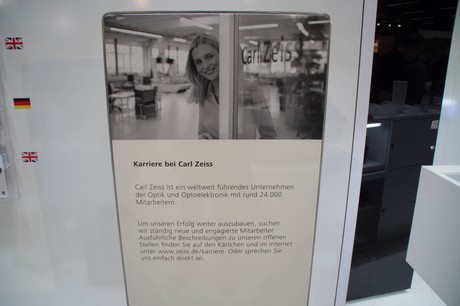 Carl Zeiss
Karriere bei Carl Zeiss
Carl Zeiss ist ein weltweit führendes Unternehmen
der Optik und Optoelektronik mit rund 24.000
Mitarbeitern.
Um unseren Erfolg weiter auszubauen, suchen
wir ständig neue und engagierte Mitarbeiter.
Ausführliche Beschreibungen zu unseren offenen
Stellen finden Sie auf den Kärtchen und im Internet
unter www.zeiss.de/karriere. Oder sprechen Sie
uns einfach direkt an.